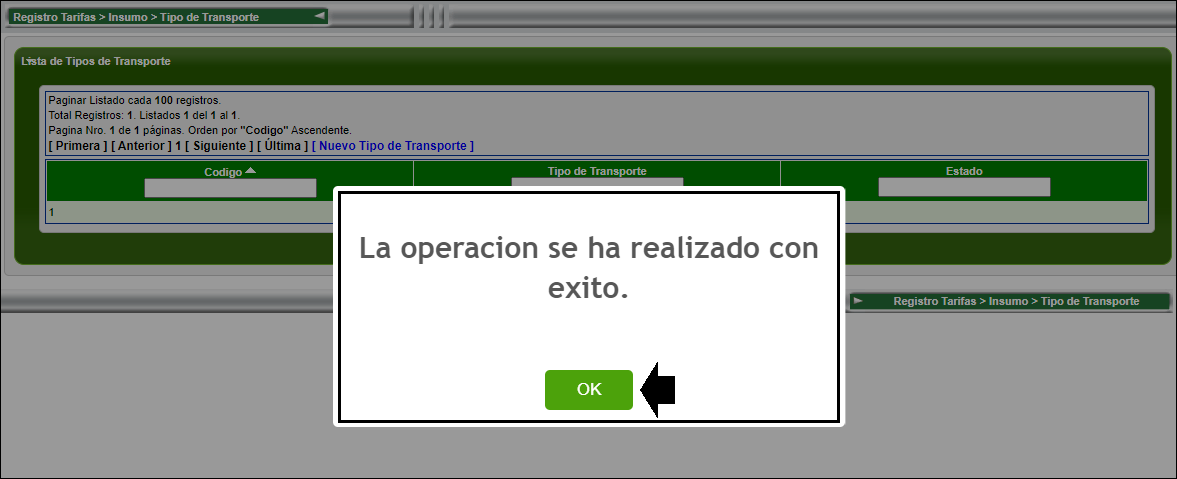 Registro Tarifas > Insumo > Tipo de Transporte
Lista de Tipos de Transporte
Paginar Listado cada 100 registros.
Total Registros: 1. Listados 1 del 1 al 1.
Pagina Nro. 1 de 1 páginas. Orden por "Codigo" Ascendente.
[ Primera ] [ Anterior ] 1 [ Siguiente ] [ Última ] [ Nuevo Tipo de Transporte ]
Codigo Tipo de Transporte Estado
1
La operacion se ha realizado con
exito.
OK
Registro Tarifas > Insumo > Tipo de Transporte